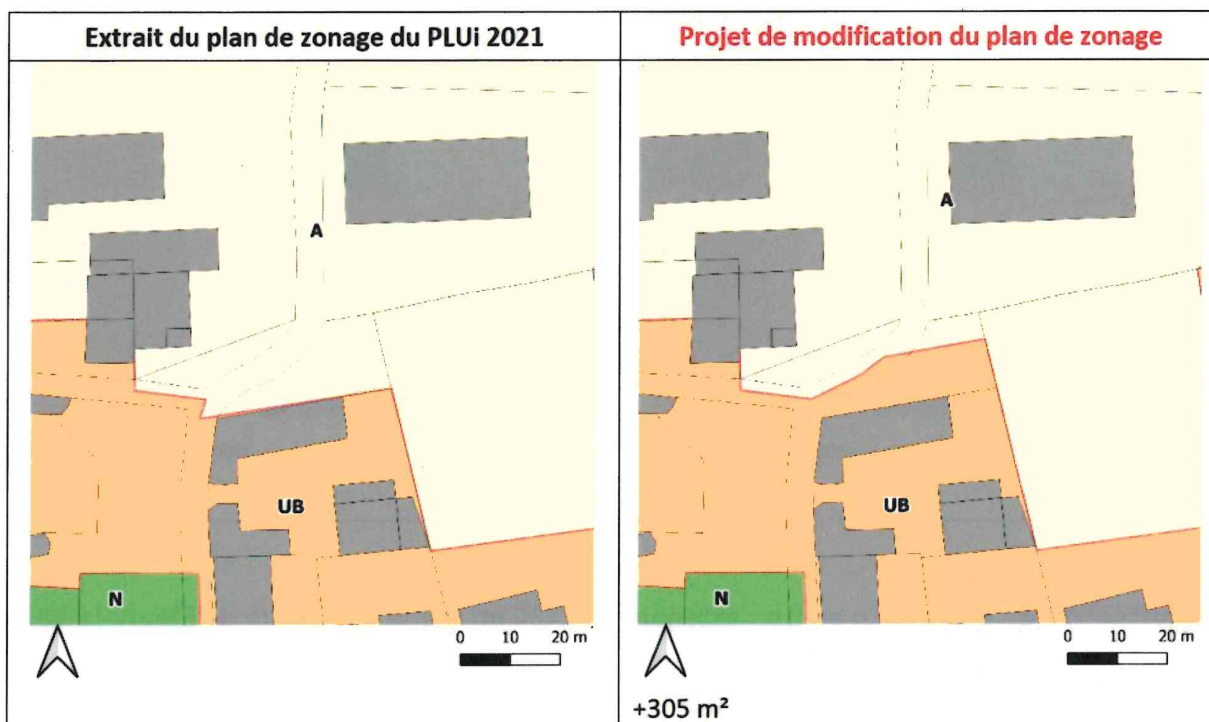 Extrait du plan de zonage du PLUi 2021
Projet de modification du plan de zonage
A
UB
N
0 10 20 m
A
UB
N
0 10 20 m
+305 m²